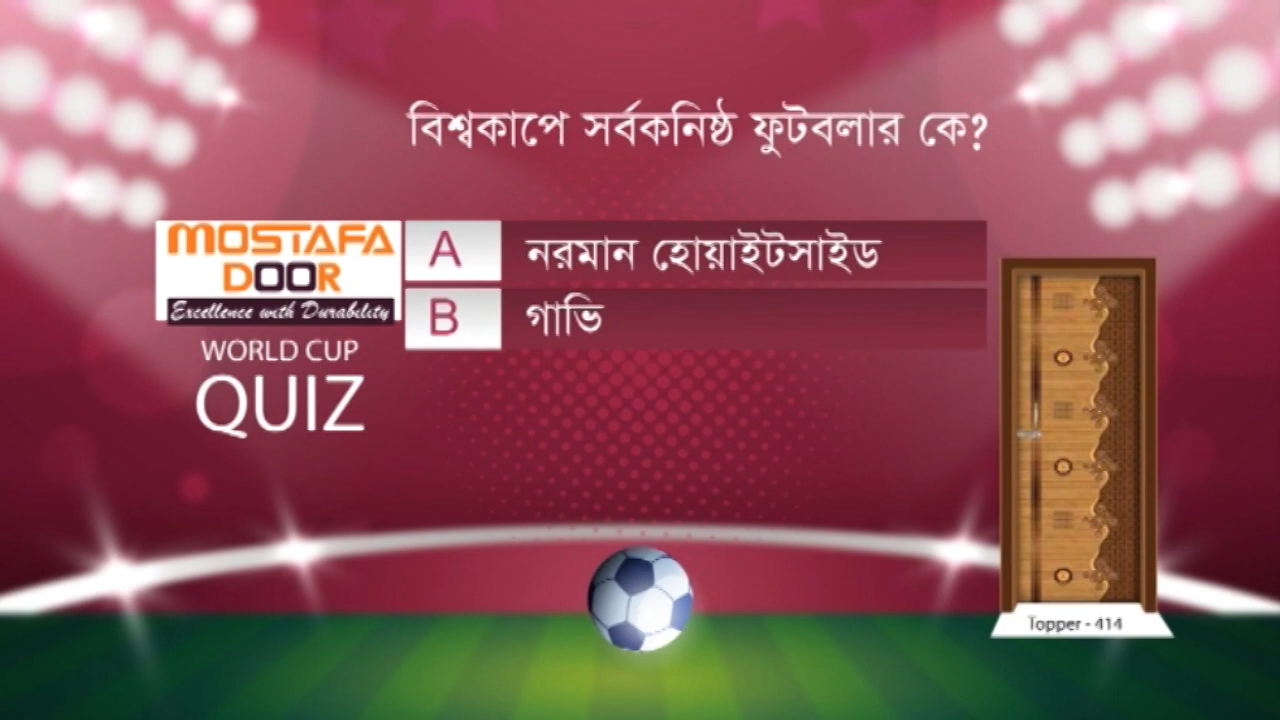 বিশ্বকাপে সর্বকনিষ্ঠ ফুটবলার কে?
MOSTAFA
DOOR
Excellence with Durability
WORLD CUP
QUIZ
A নরমান হোয়াইটসাইড
B গাভি
Topper - 414